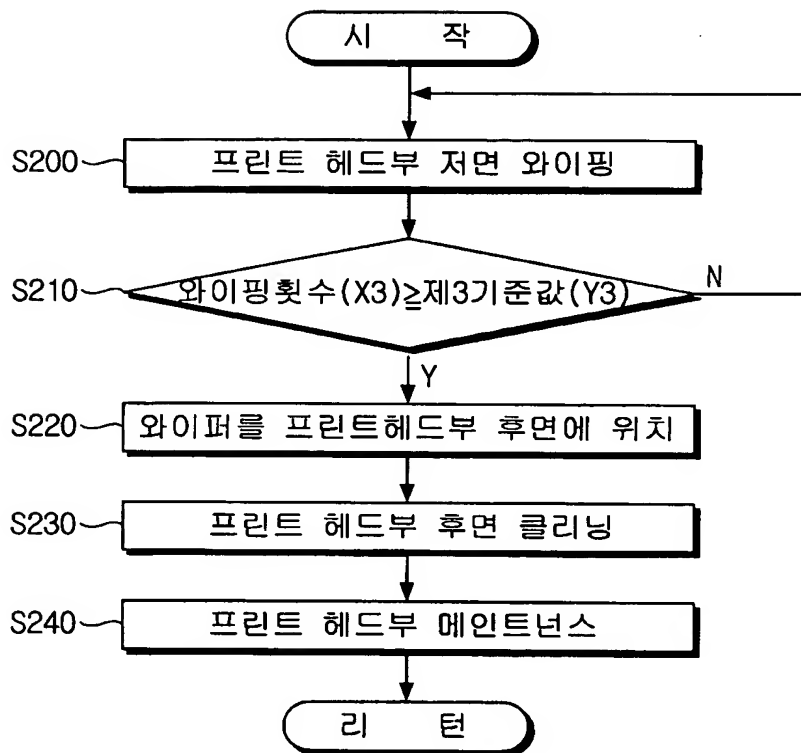 시 작
S200 프린트 헤드부 저면 와이핑
S210 와이핑횟수(X3)≧제3기준값(Y3) N
Y
S220 와이퍼를 프린트헤드부 후면에 위치
S230 프린트 헤드부 후면 클리닝
S240 프린트 헤드부 메인트넌스
리 턴